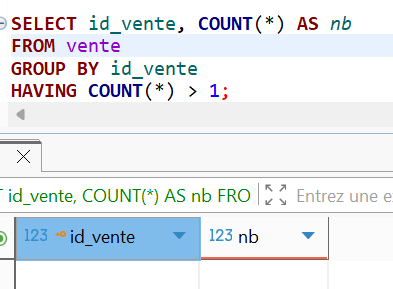 SELECT id_vente, COUNT(*) AS nb
FROM vente
GROUP BY id_vente
HAVING COUNT(*) > 1;
T id_vente, COUNT(*) AS nb FRO
Entrez une e
123 id_vente
123 nb